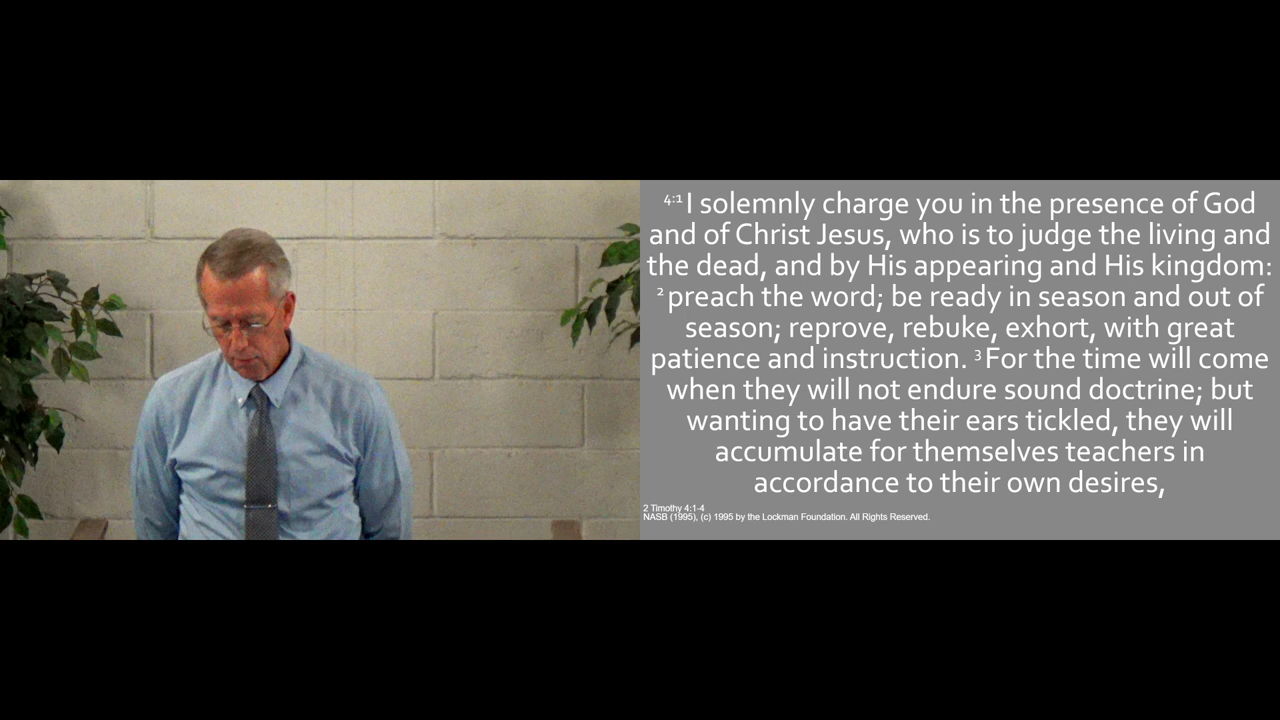 4:1 I solemnly charge you in the presence of God
and of Christ Jesus, who is to judge the living and
the dead, and by His appearing and His kingdom:
2 preach the word; be ready in season and out of
season; reprove, rebuke, exhort, with great
patience and instruction. 3 For the time will come
when they will not endure sound doctrine; but
wanting to have their ears tickled, they will
accumulate for themselves teachers in
accordance to their own desires,
2 Timothy 4:1-4
NASB (1995), (c) 1995 by the Lockman Foundation. All Rights Reserved.